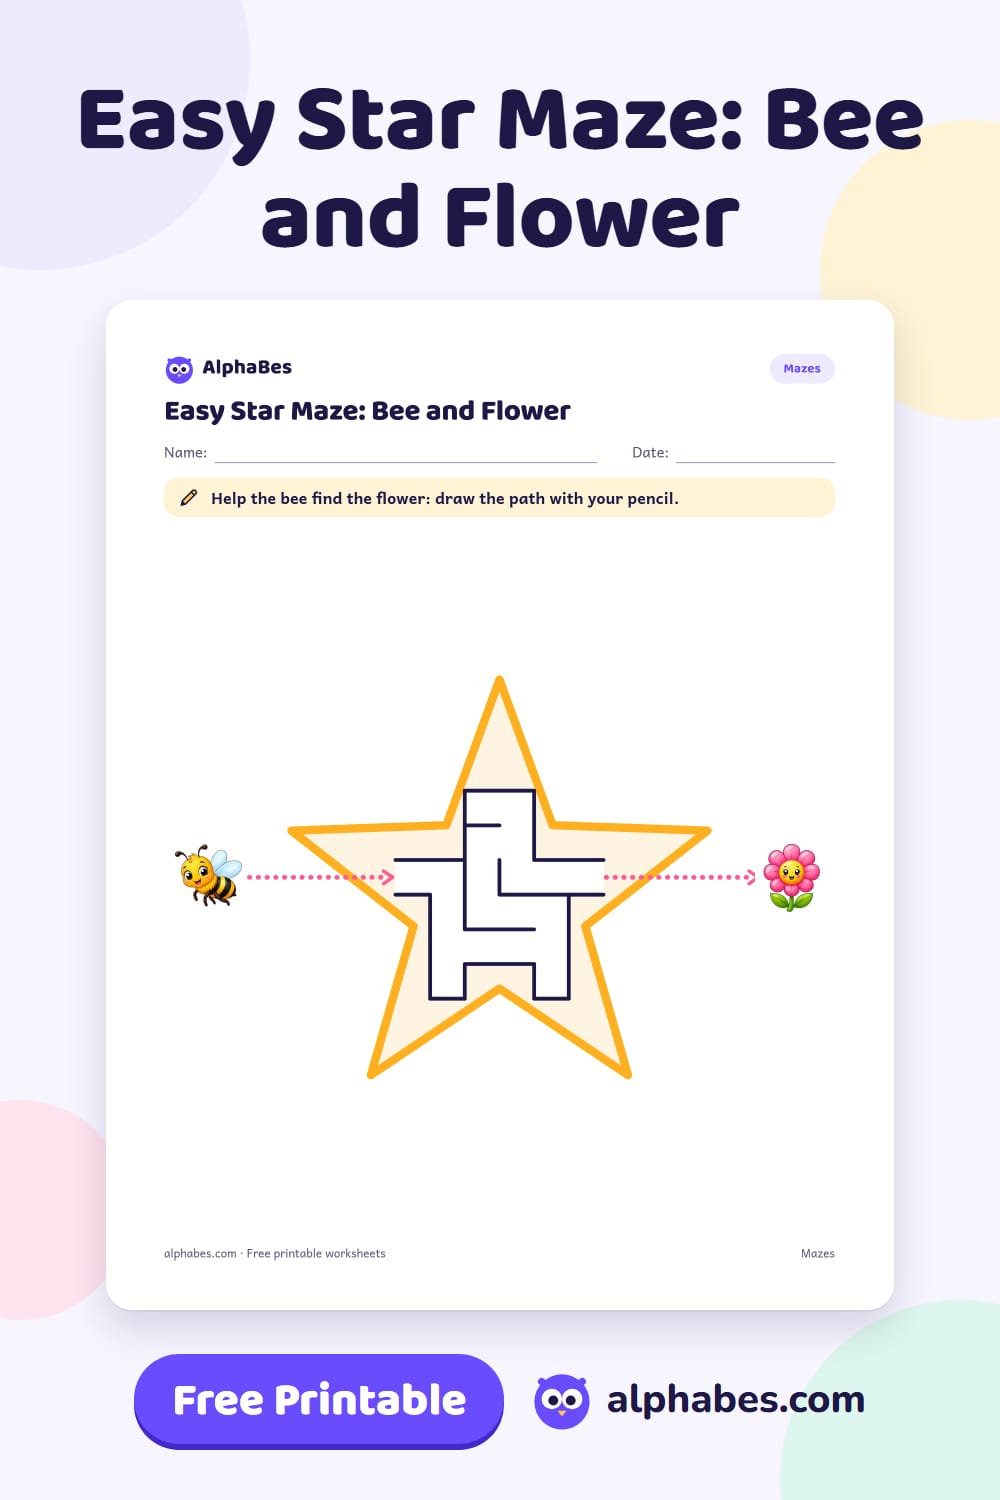 Easy Star Maze: Bee
and Flower
AlphaBes
Mazes
Easy Star Maze: Bee and Flower
Name:
Date:
Help the bee find the flower: draw the path with your pencil.
alphabes.com · Free printable worksheets
Mazes
Free Printable
alphabes.com